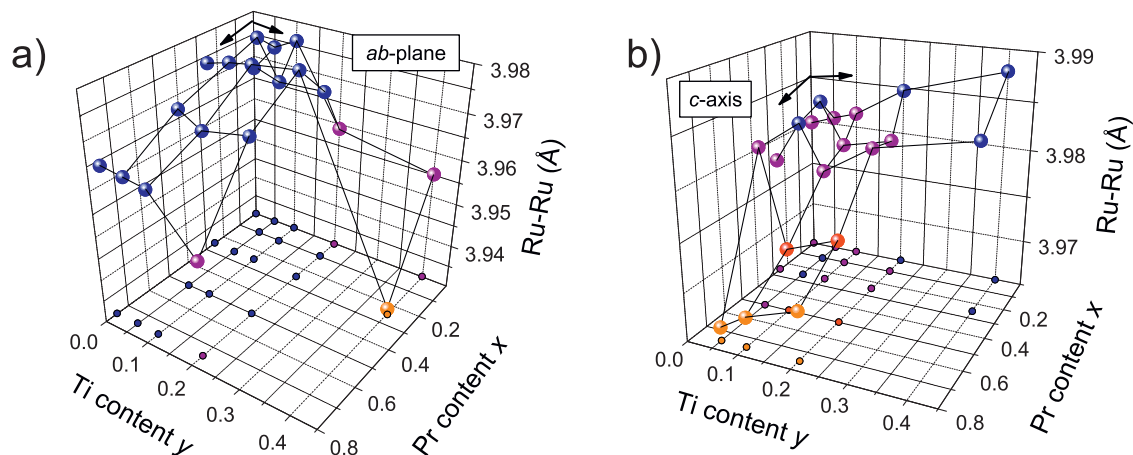 a)
ab-plane
3.98
3.97
3.96
3.95
3.94
Ru-Ru (Å)
0.0
0.1
0.2
0.3
0.4
Ti content y
0.2
0.4
0.6
0.8
Pr content x
b)
c-axis
3.99
3.98
3.97
Ru-Ru (Å)
0.0
0.1
0.2
0.4
Ti content y
0.2
0.4
0.6
0.8
Pr content x